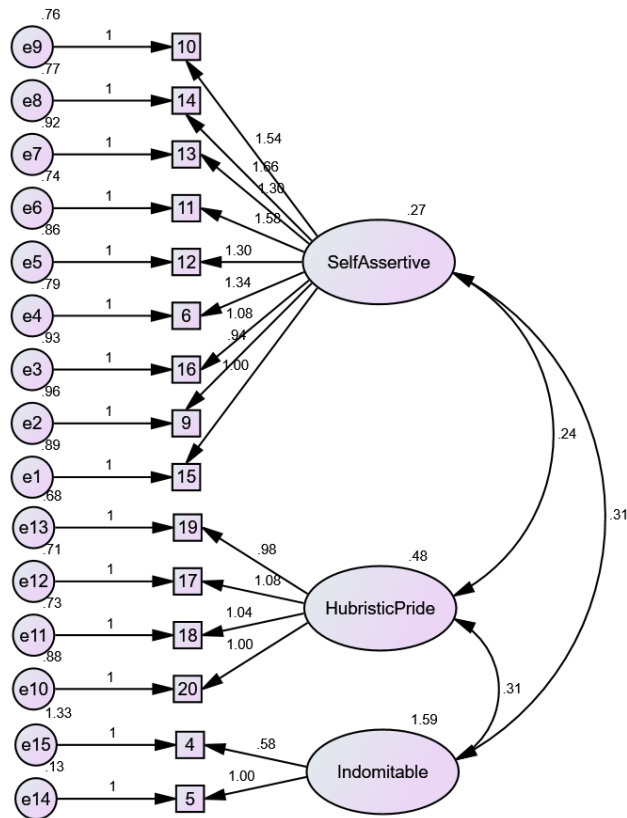 .76
e9 1 10
.77
e8 1 14
.92
e7 1 13
.74
e6 1 11
.86
e5 1 12
.79
e4 1 6
.93
e3 1 16
.96
e2 1 9
.89
e1 1 15
1.54
1.66
1.30
1.58
1.30
1.34
1.08
.94
1.00
.27
SelfAssertive
.24
.31
.68
e13 1 19
.71
e12 1 17
.73
e11 1 18
.88
e10 1 20
.98
1.08
1.04
1.00
.48
HubristicPride
.31
1.33
e15 1 4
.13
e14 1 5
.58
1.00
1.59
Indomitable